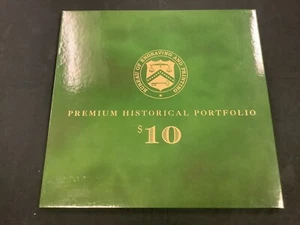 BUREAU OF ENGRAVING AND PRINTING
PREMIUM HISTORICAL PORTFOLIO
$10